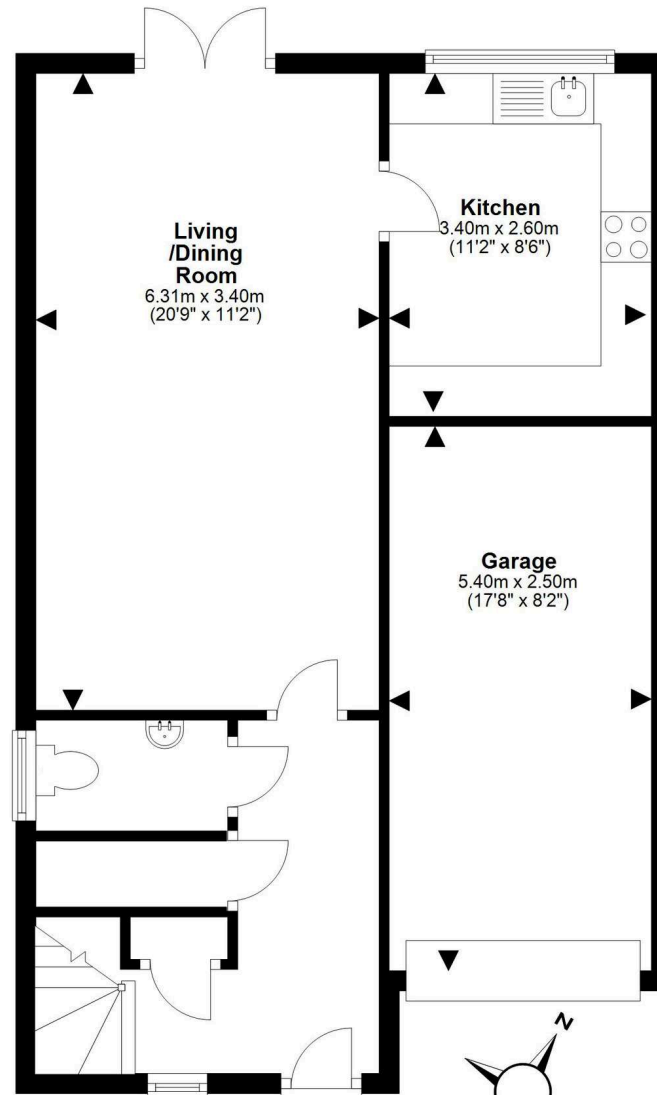 Living
/Dining
Room
6.31m x 3.40m
(20'9" x 11'2")
Kitchen
3.40m x 2.60m
(11'2" x 8'6")
Garage
5.40m x 2.50m
(17'8" x 8'2")
N